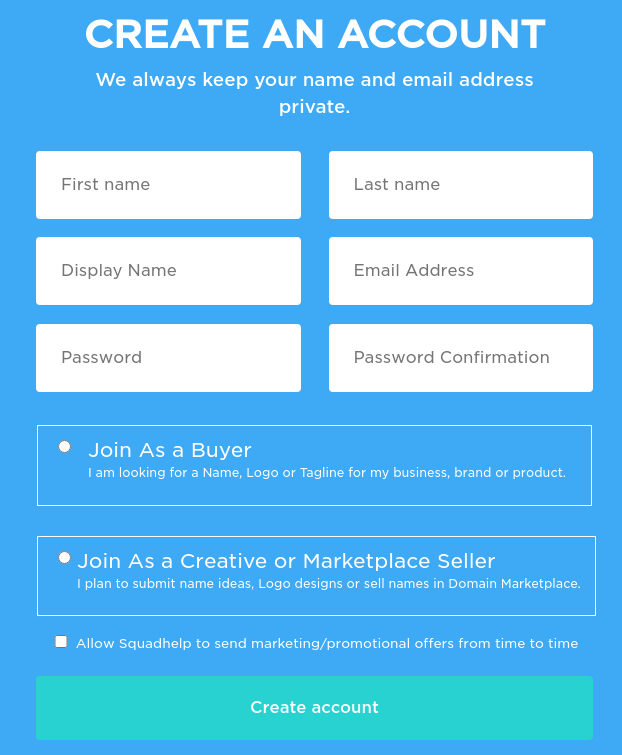 CREATE AN ACCOUNT
We always keep your name and email address
private.
First name
Last name
Display Name
Email Address
Password
Password Confirmation
Join As a Buyer
I am looking for a Name, Logo or Tagline for my business, brand or product.
Join As a Creative or Marketplace Seller
I plan to submit name ideas, Logo designs or sell names in Domain Marketplace.
Allow Squadhelp to send marketing/promotional offers from time to time
Create account